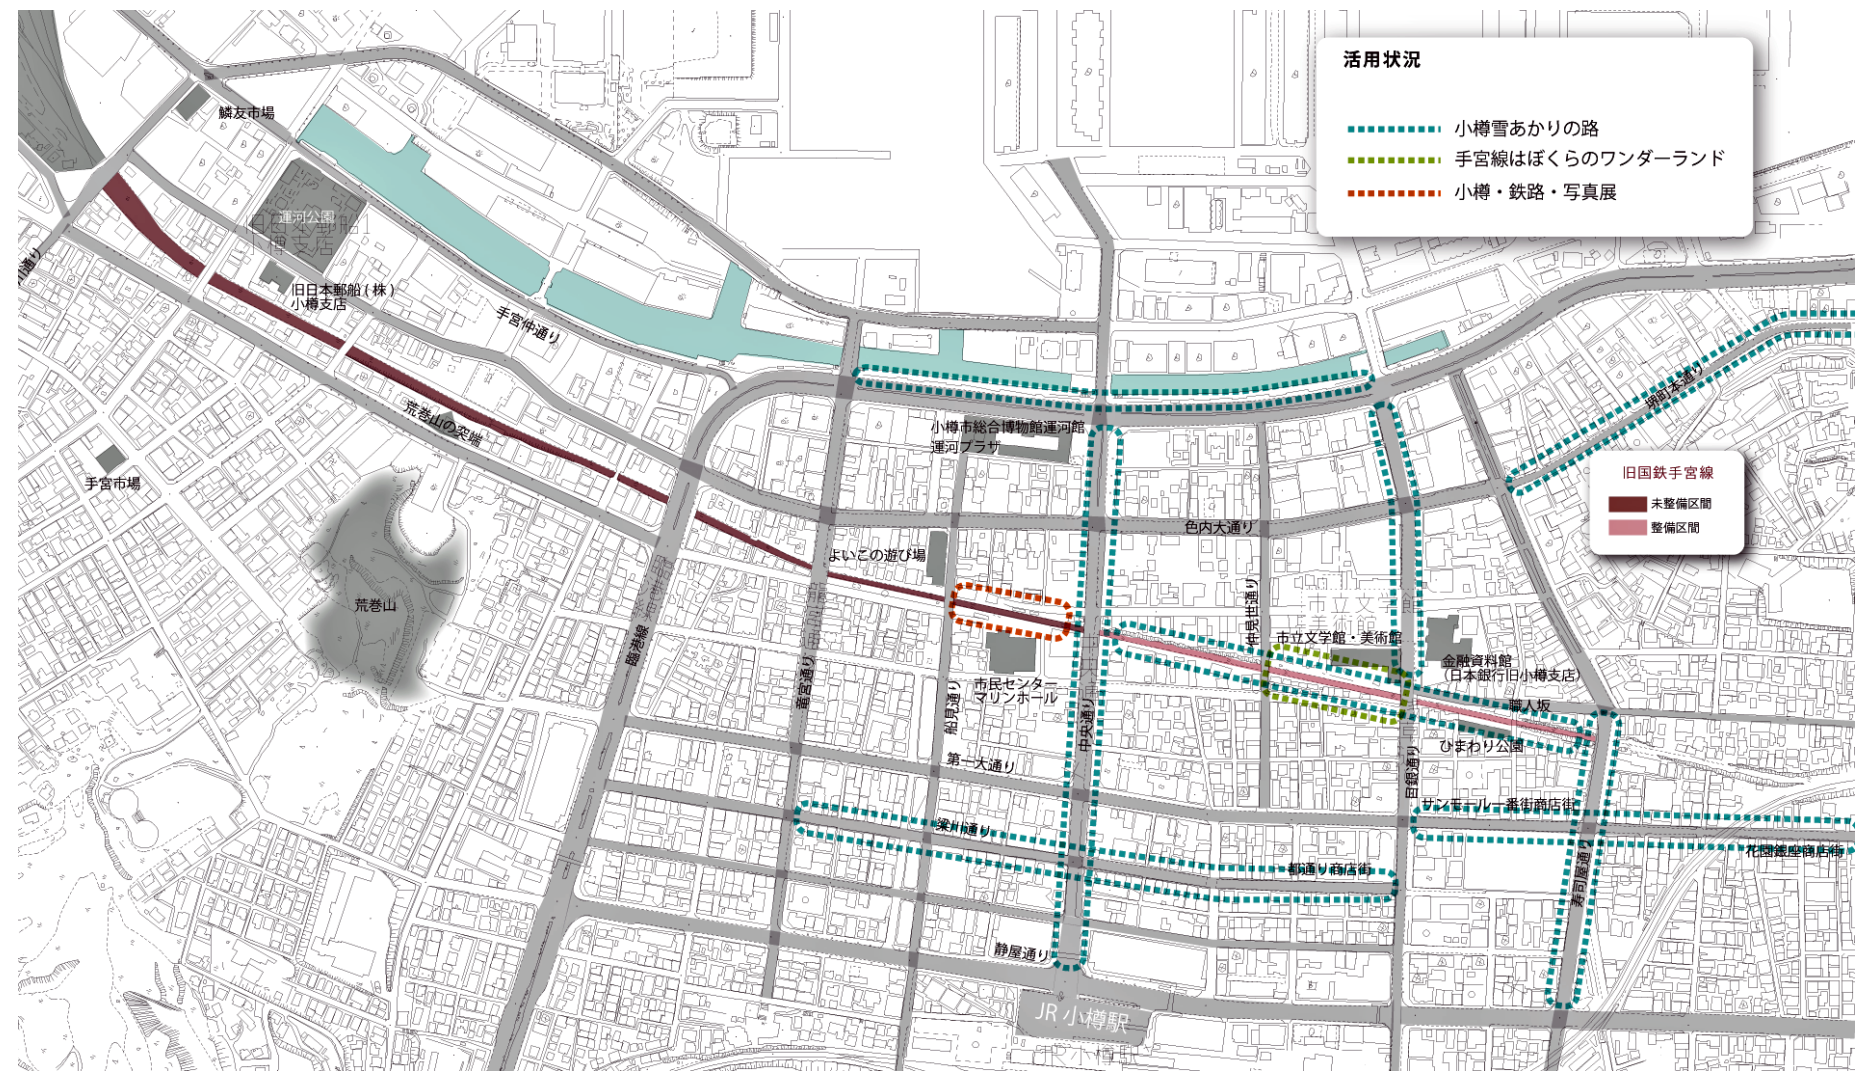 活用状況
小樽雪あかりの路
手宮線はぼくらのワンダーランド
小樽・鉄路・写真展
鱗友市場
運河公園
旧日本郵船(株)
小樽支店
手宮仲通り
荒巻山の突端
手宮市場
荒巻山
堺町本通り
小樽市総合博物館運河館
運河プラザ
旧国鉄手宮線
未整備区間
整備区間
色内大通り
よいこの遊び場
臨港線
竜宮通り
船見通り
市民センター
マリンホール
中央通り
仲見世通り
市立文学館
美術館
市立文学館・美術館
金融資料館
(日本銀行旧小樽支店)
職人坂
ひまわり公園
日銀通り
第一大通り
梁川通り
都通り商店街
サンモール一番街商店街
花園銀座商店街
寿司屋通り
静屋通り
JR 小樽駅